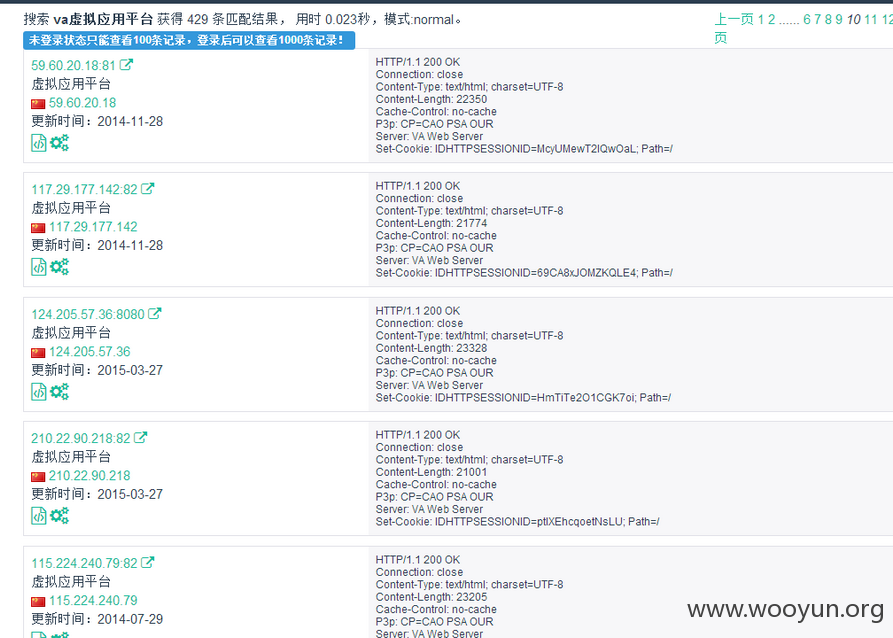 搜索 va虚拟应用平台 获得 429 条匹配结果， 用时 0.023秒，模式:normal。
上一页 1 2 ...... 6 7 8 9 10 11 12
页
未登录状态只能查看100条记录，登录后可以查看1000条记录！
59.60.20.18:81
虚拟应用平台
59.60.20.18
更新时间：2014-11-28
HTTP/1.1 200 OK
Connection: close
Content-Type: text/html; charset=UTF-8
Content-Length: 22350
Cache-Control: no-cache
P3p: CP=CAO PSA OUR
Server: VA Web Server
Set-Cookie: IDHTTPSESSIONID=McyUMewT2IQwOaL; Path=/
117.29.177.142:82
虚拟应用平台
117.29.177.142
更新时间：2014-11-28
HTTP/1.1 200 OK
Connection: close
Content-Type: text/html; charset=UTF-8
Content-Length: 21774
Cache-Control: no-cache
P3p: CP=CAO PSA OUR
Server: VA Web Server
Set-Cookie: IDHTTPSESSIONID=69CA8xJOMZKQLE4; Path=/
124.205.57.36:8080
虚拟应用平台
124.205.57.36
更新时间：2015-03-27
HTTP/1.1 200 OK
Connection: close
Content-Type: text/html; charset=UTF-8
Content-Length: 23328
Cache-Control: no-cache
P3p: CP=CAO PSA OUR
Server: VA Web Server
Set-Cookie: IDHTTPSESSIONID=HmTiTe2O1CGK7oi; Path=/
210.22.90.218:82
虚拟应用平台
210.22.90.218
更新时间：2015-03-27
HTTP/1.1 200 OK
Connection: close
Content-Type: text/html; charset=UTF-8
Content-Length: 21001
Cache-Control: no-cache
P3p: CP=CAO PSA OUR
Server: VA Web Server
Set-Cookie: IDHTTPSESSIONID=ptlXEhcqoetNsLU; Path=/
115.224.240.79:82
虚拟应用平台
115.224.240.79
更新时间：2014-07-29
HTTP/1.1 200 OK
Connection: close
Content-Type: text/html; charset=UTF-8
Content-Length: 23205
Cache-Control: no-cache
P3p: CP=CAO PSA OUR
Server: VA Web Server
www.wooyun.org